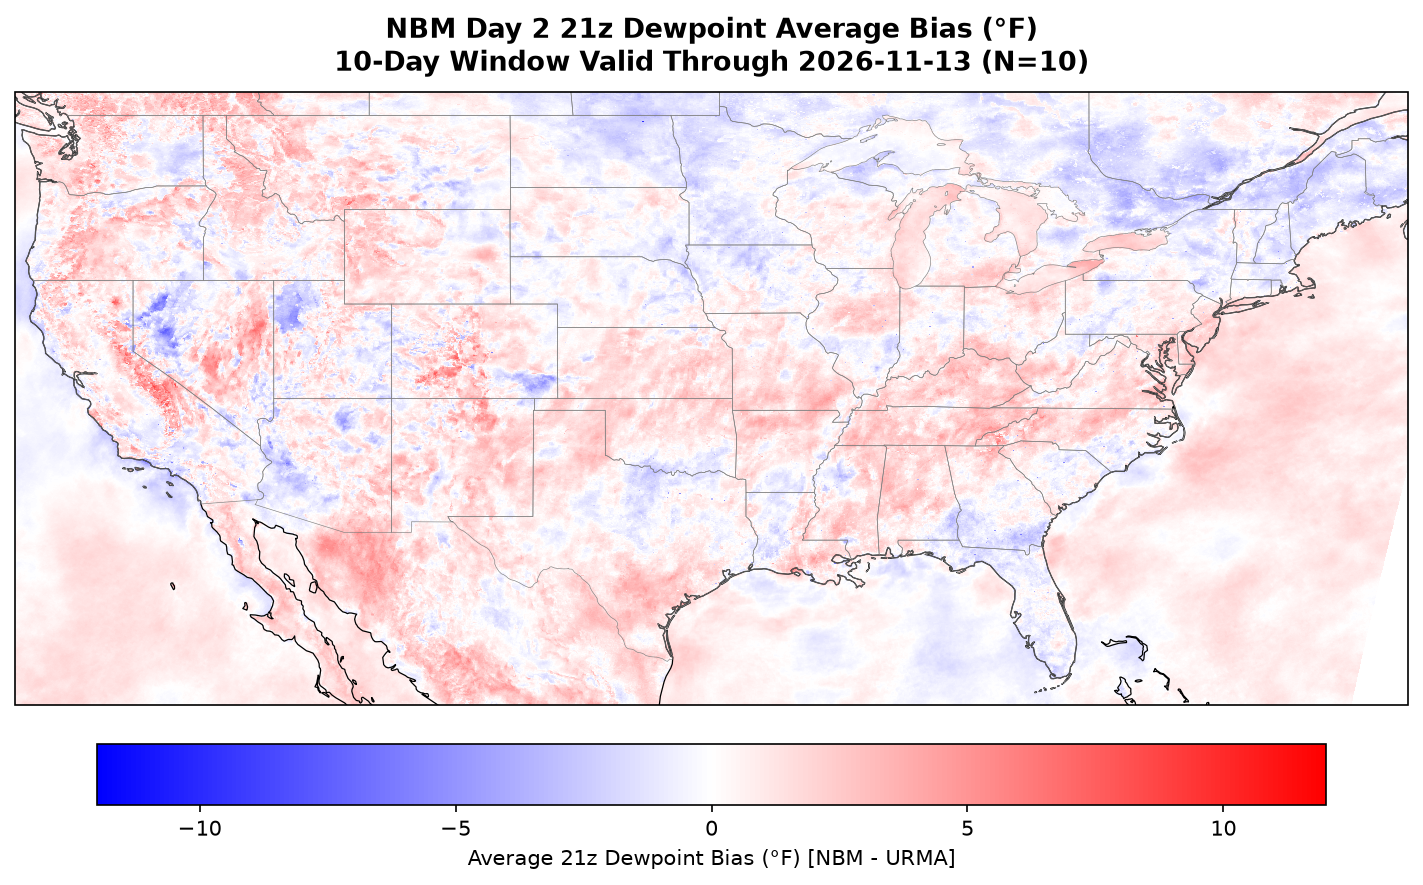 NBM Day 2 21z Dewpoint Average Bias (°F)
10-Day Window Valid Through 2026-11-13 (N=10)
−10 −5 0 5 10
Average 21z Dewpoint Bias (°F) [NBM - URMA]